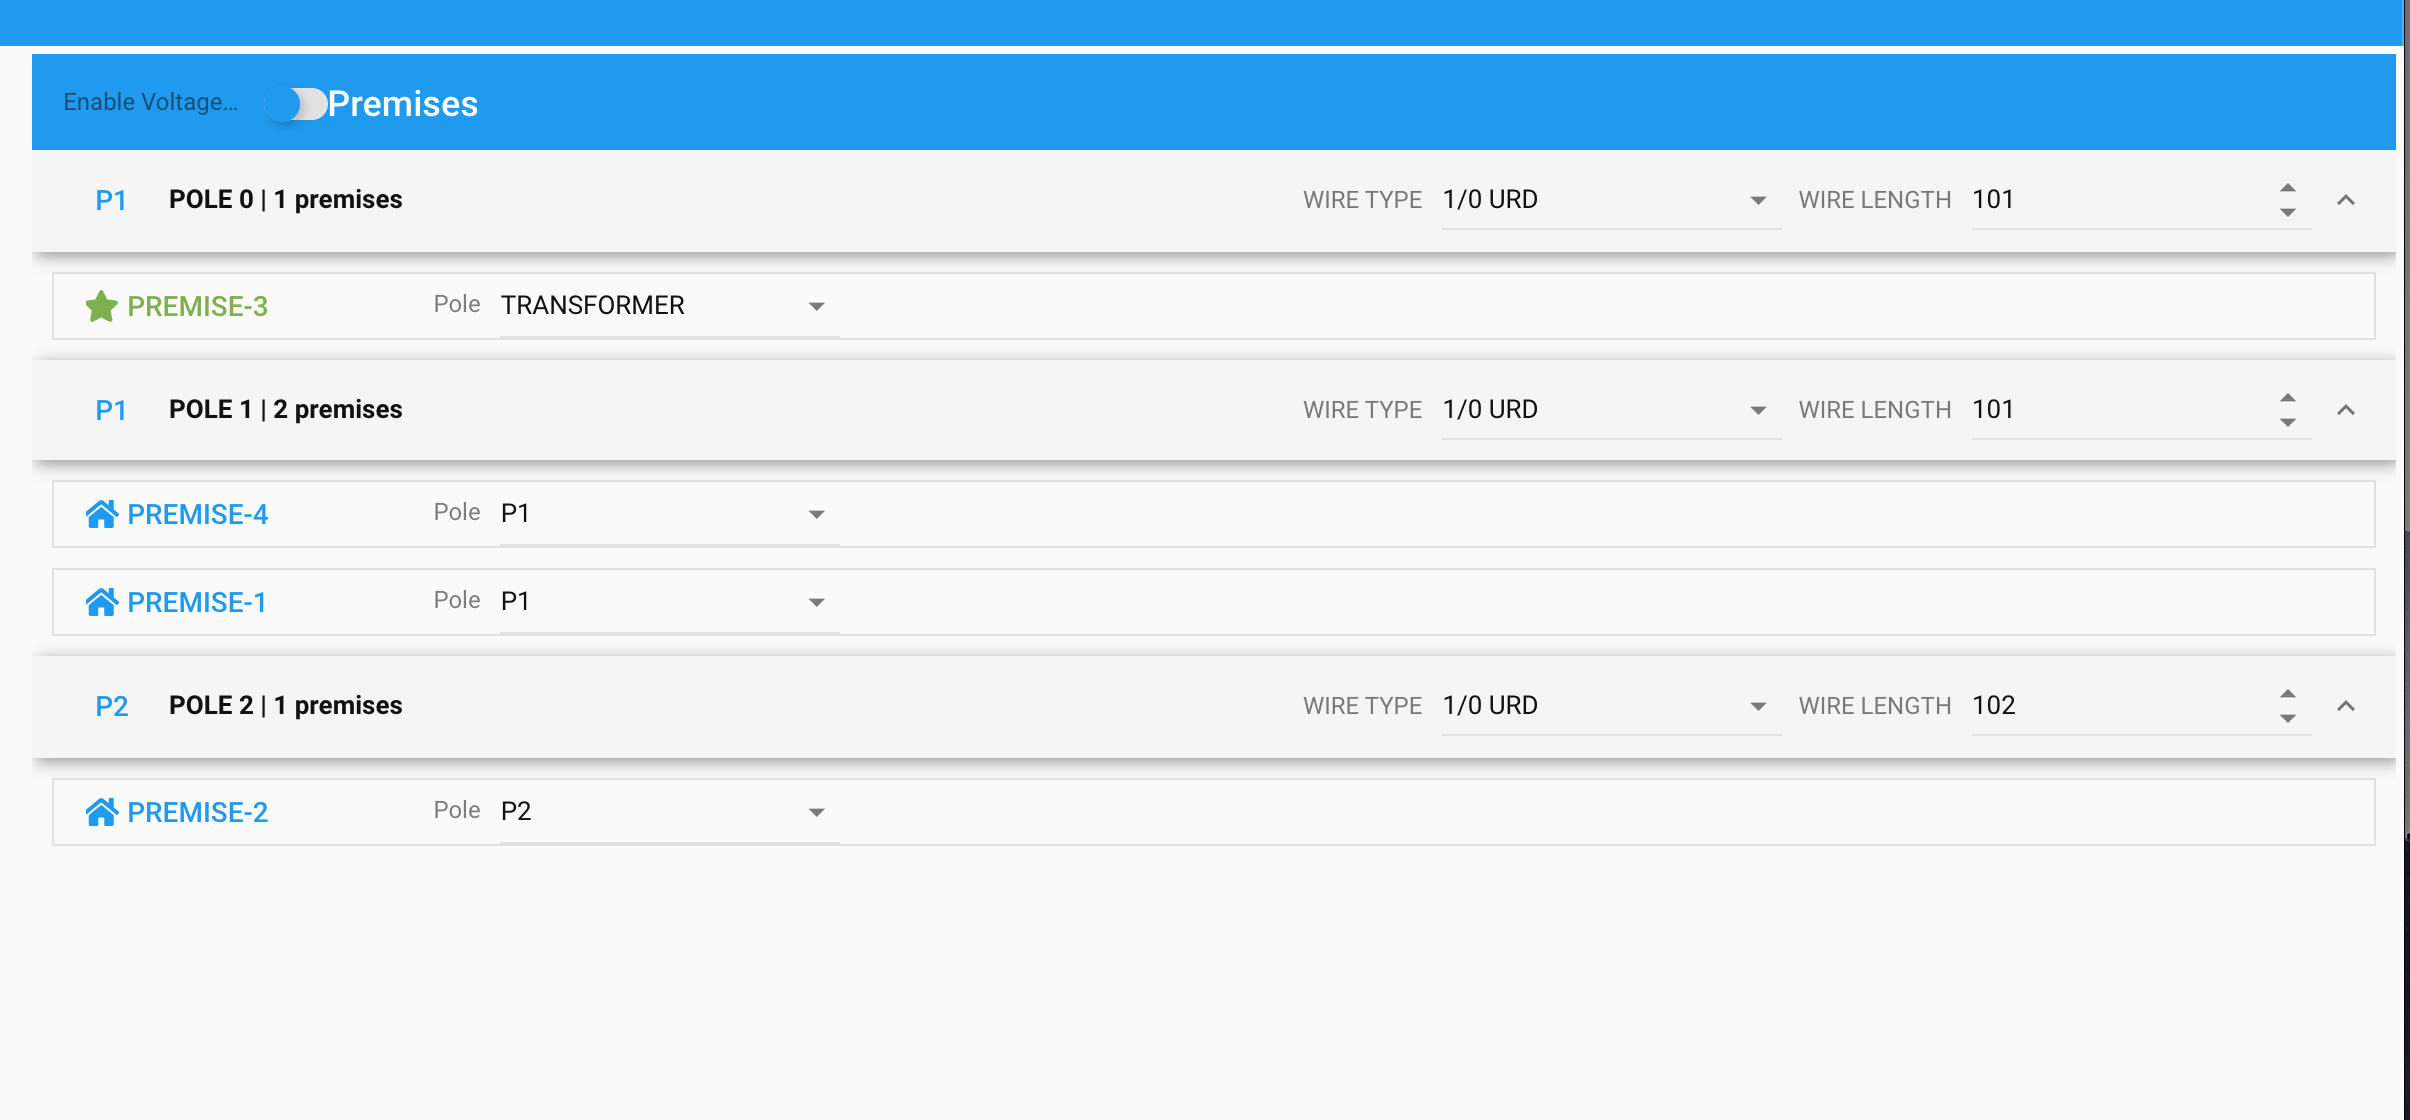 Enable Voltage... Premises
P1 POLE 0 | 1 premises WIRE TYPE 1/0 URD WIRE LENGTH 101
PREMISE-3 Pole TRANSFORMER
P1 POLE 1 | 2 premises WIRE TYPE 1/0 URD WIRE LENGTH 101
PREMISE-4 Pole P1
PREMISE-1 Pole P1
P2 POLE 2 | 1 premises WIRE TYPE 1/0 URD WIRE LENGTH 102
PREMISE-2 Pole P2